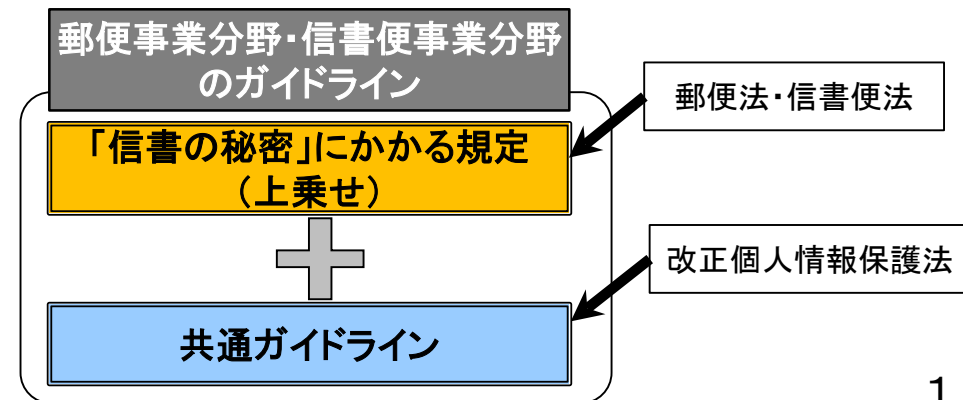 郵便事業分野・信書便事業分野
のガイドライン
郵便法・信書便法
「信書の秘密」にかかる規定
（上乗せ）
改正個人情報保護法
共通ガイドライン
1